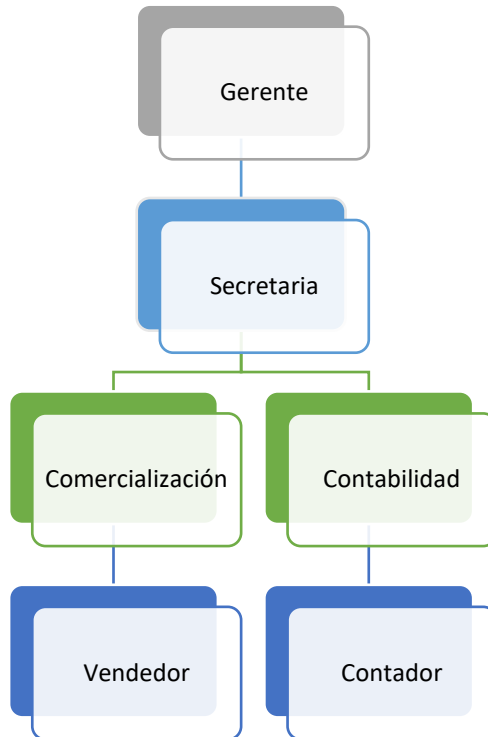 Gerente
Secretaria
Comercialización
Contabilidad
Vendedor
Contador